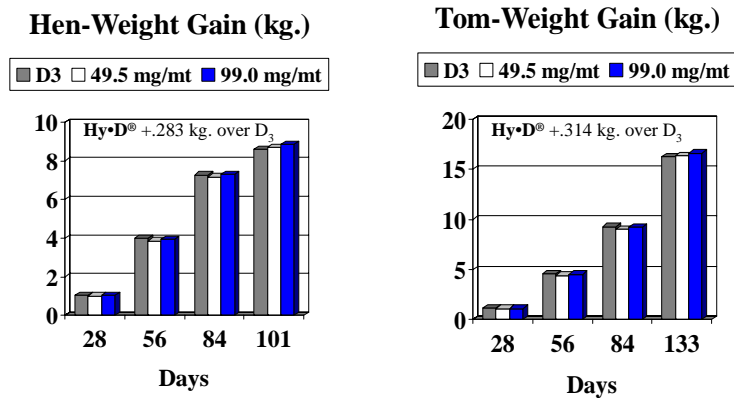 Hen-Weight Gain (kg.)
D3 49.5 mg/mt 99.0 mg/mt
Hy•D® +.283 kg. over D3
10
8
6
4
2
0
28 56 84 101
Days
Tom-Weight Gain (kg.)
D3 49.5 mg/mt 99.0 mg/mt
Hy•D® +.314 kg. over D3
20
15
10
5
0
28 56 84 133
Days